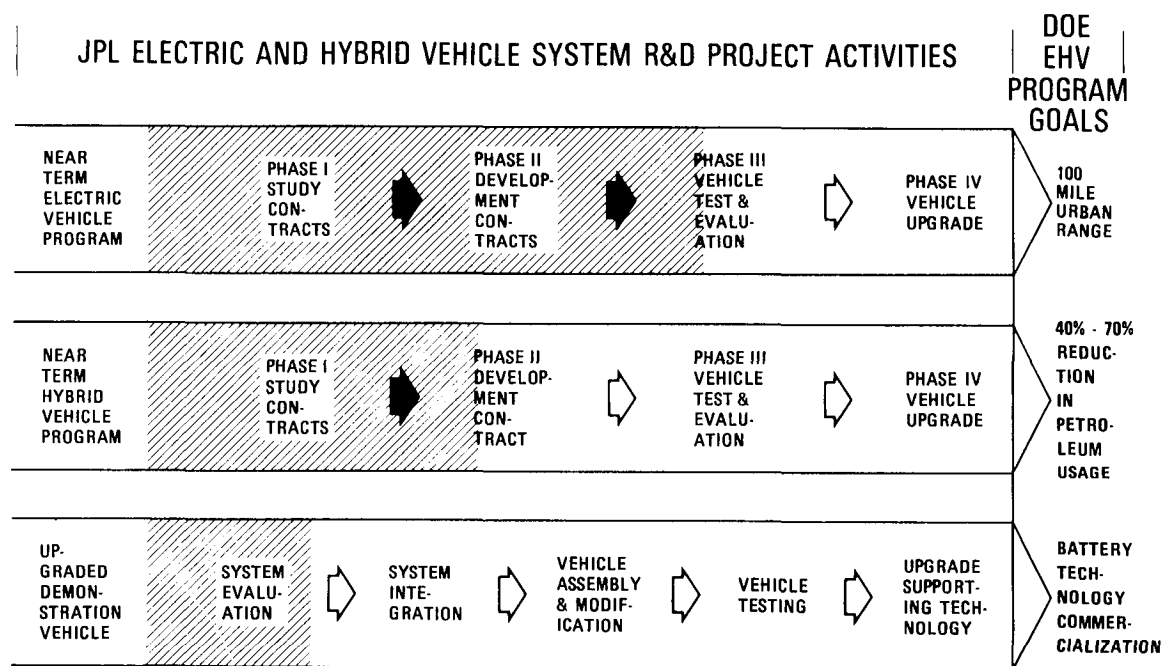 JPL ELECTRIC AND HYBRID VEHICLE SYSTEM R&D PROJECT ACTIVITIES
DOE
EHV
PROGRAM
GOALS
NEAR
TERM
ELECTRIC
VEHICLE
PROGRAM
PHASE I
STUDY
CON-
TRACTS
PHASE II
DEVELOP-
MENT
CON-
TRACTS
PHASE III
VEHICLE
TEST &
EVALU-
ATION
PHASE IV
VEHICLE
UPGRADE
100
MILE
URBAN
RANGE
NEAR
TERM
HYBRID
VEHICLE
PROGRAM
PHASE I
STUDY
CON-
TRACTS
PHASE II
DEVELOP-
MENT
CON-
TRACT
PHASE III
VEHICLE
TEST &
EVALU-
ATION
PHASE IV
VEHICLE
UPGRADE
40% - 70%
REDUC-
TION
IN
PETRO-
LEUM
USAGE
UP-
GRADED
DEMON-
STRATION
VEHICLE
SYSTEM
EVALU-
ATION
SYSTEM
INTE-
GRATION
VEHICLE
ASSEMBLY
& MODIF-
ICATION
VEHICLE
TESTING
UPGRADE
SUPPORT-
ING TECH-
NOLOGY
BATTERY
TECH-
NOLOGY
COMMER-
CIALIZATION